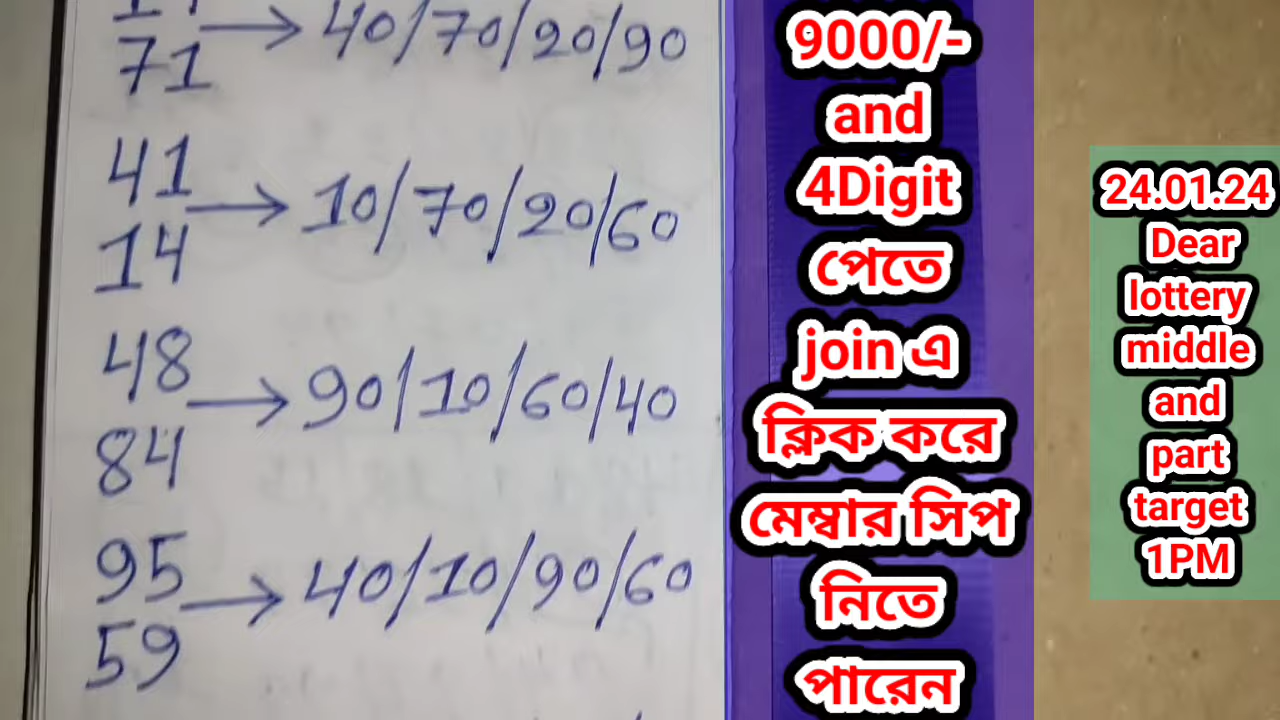 71 → 40/70/20/90
41
14 → 10/70/20/60
48
84 → 90/10/60/40
95
59 → 40/10/90/60
9000/-
and
4Digit
পেতে
join এ
ক্লিক করে
মেম্বার সিপ
নিতে
পারেন
24.01.24
Dear
lottery
middle
and
part
target
1PM